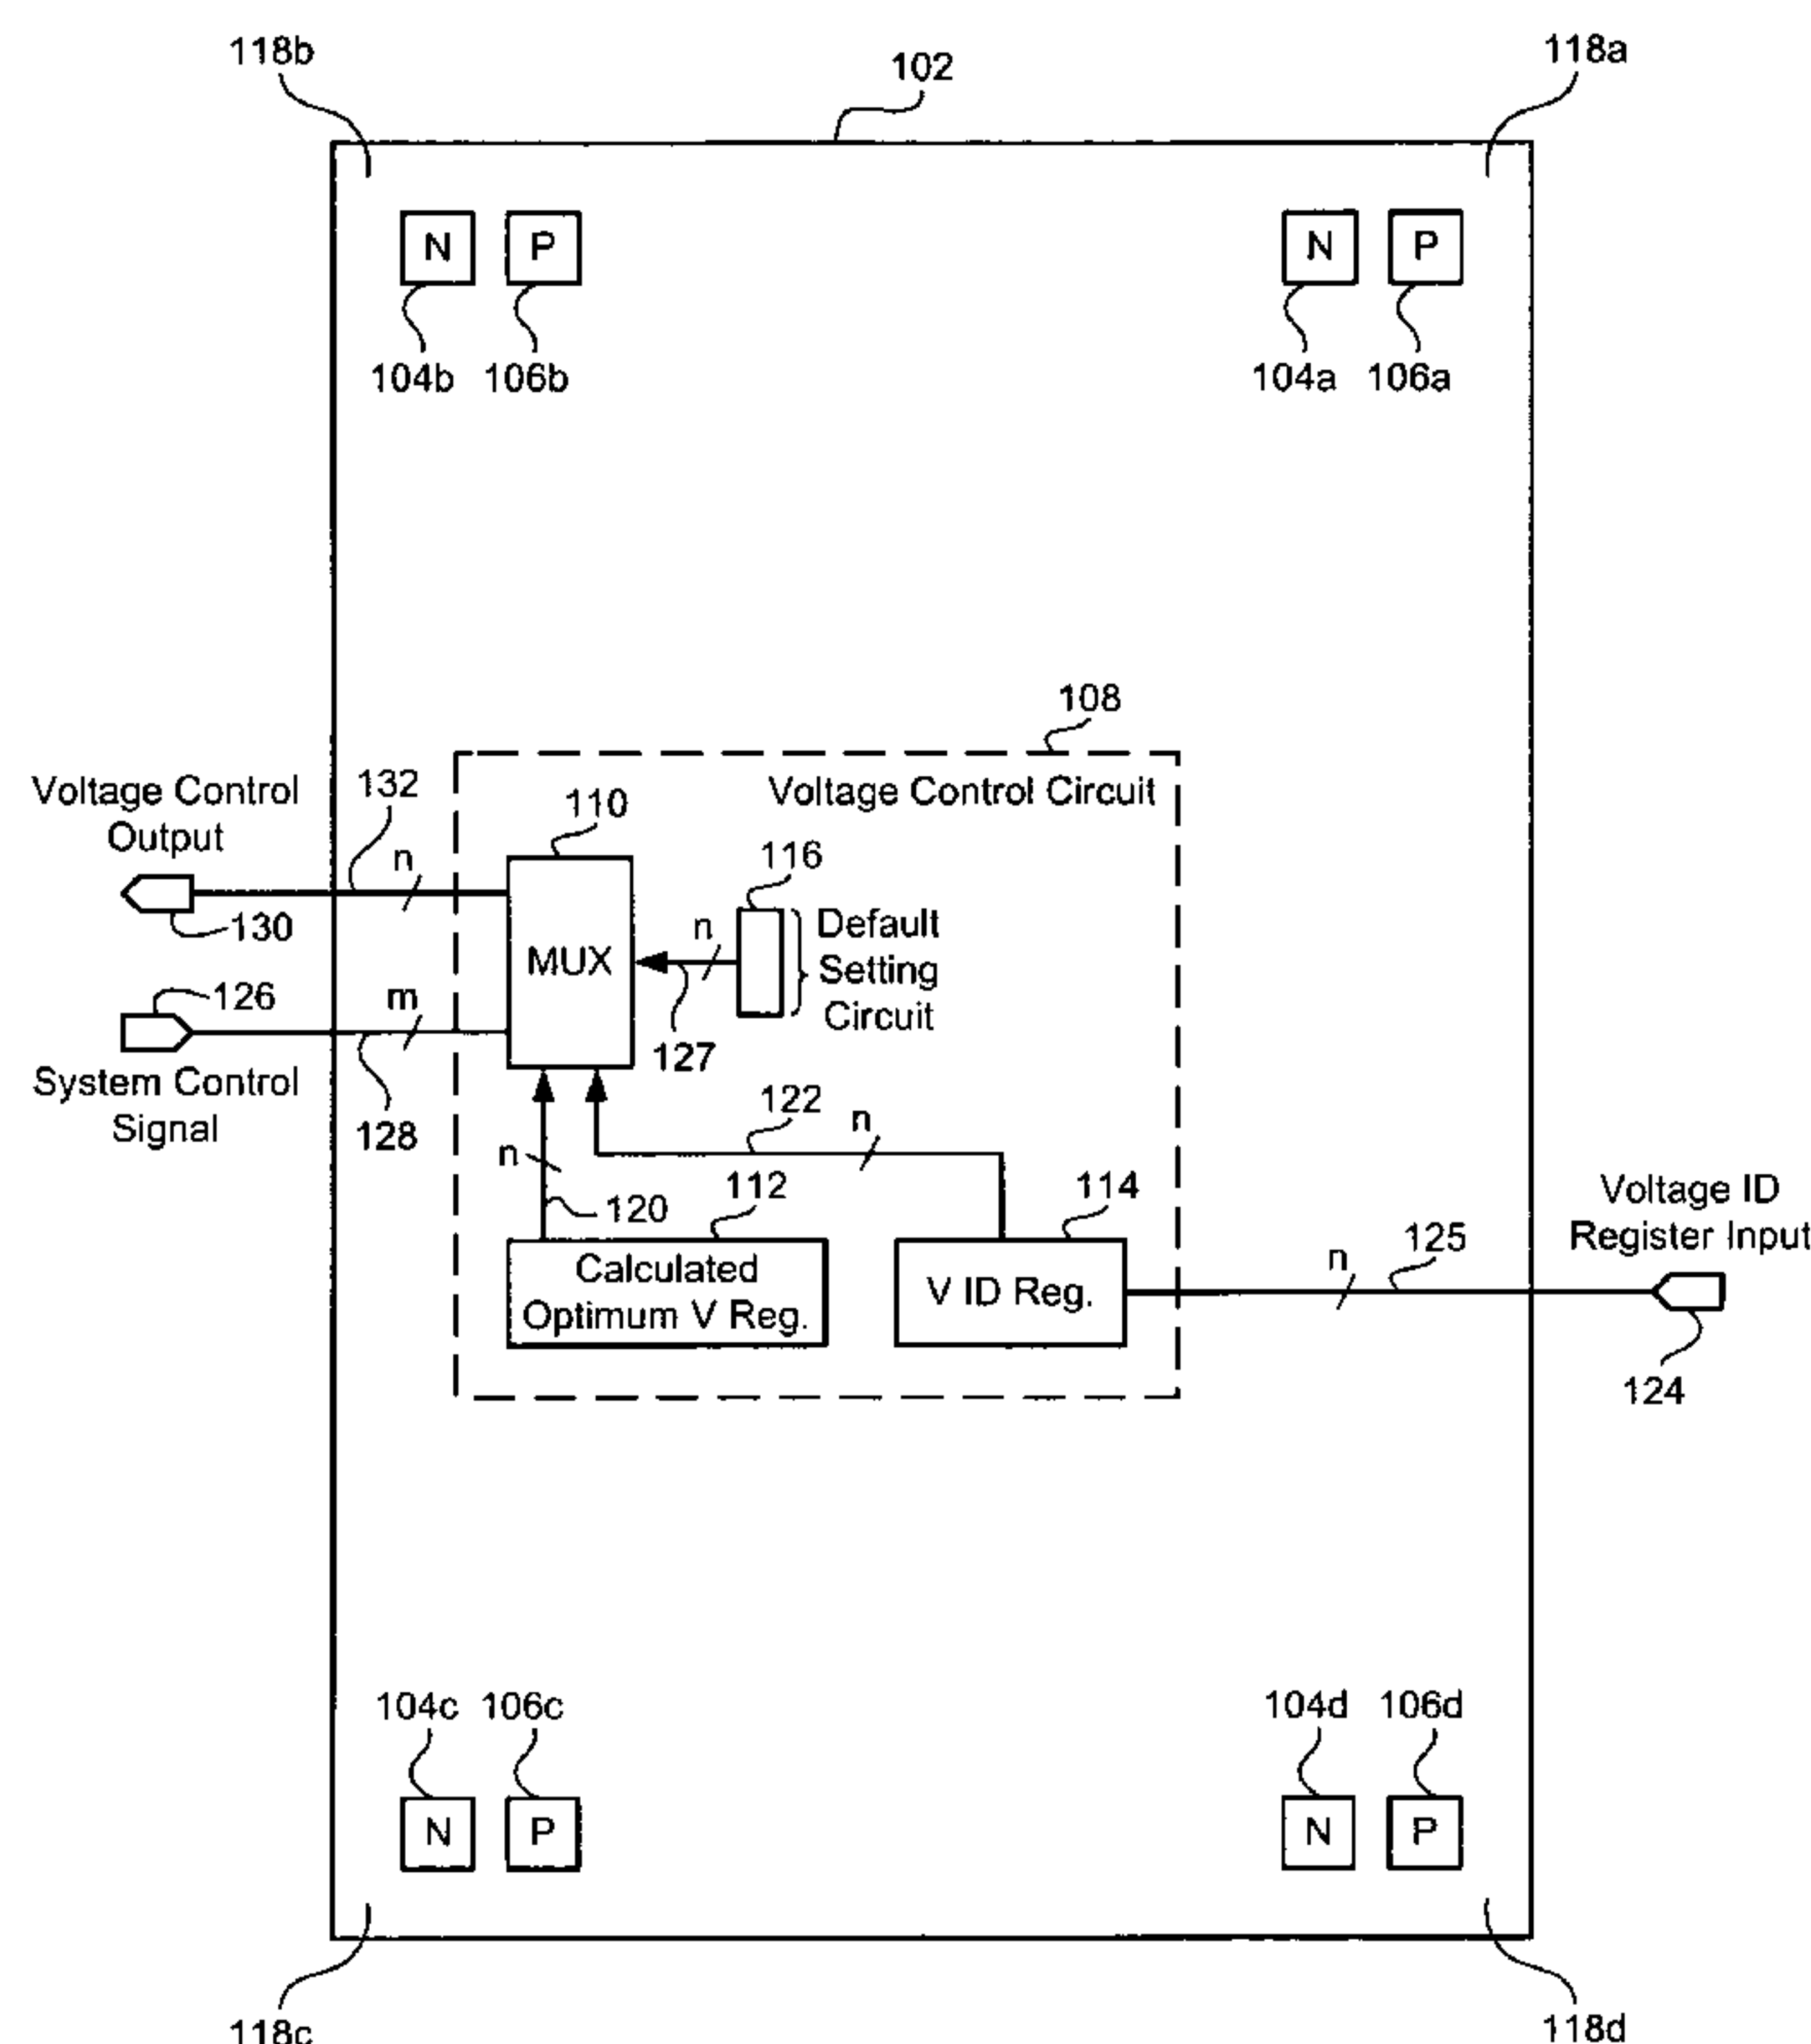 118b
102
118a
N P
N P
104b 106b
104a 106a
108
Voltage Control
Output
132
110
Voltage Control Circuit
116
n
130
MUX
n
Default
Setting
Circuit
126
m
127
System Control
Signal
128
122
n
n
120
112
114
Voltage ID
Register Input
Calculated
Optimum V Reg.
V ID Reg.
n
125
124
104c 106c
104d 106d
N P
N P
118c
118d